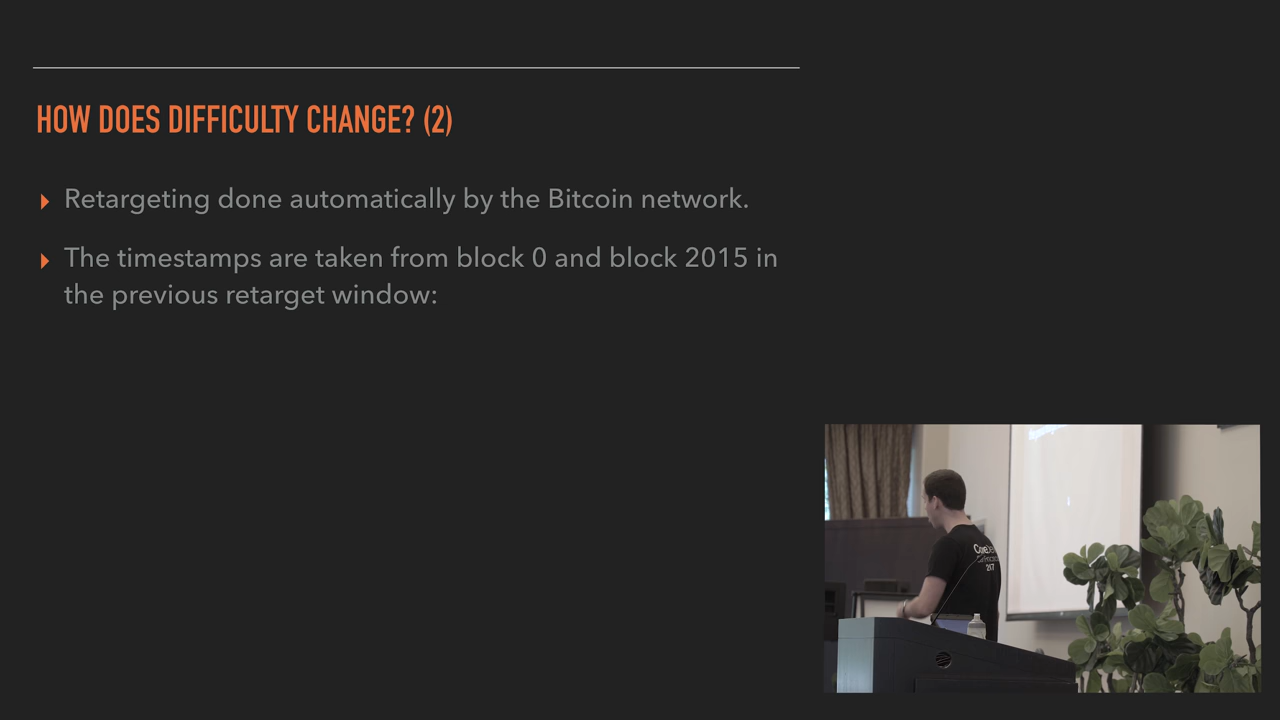 HOW DOES DIFFICULTY CHANGE? (2)
Retargeting done automatically by the Bitcoin network.
The timestamps are taken from block 0 and block 2015 in
the previous retarget window: